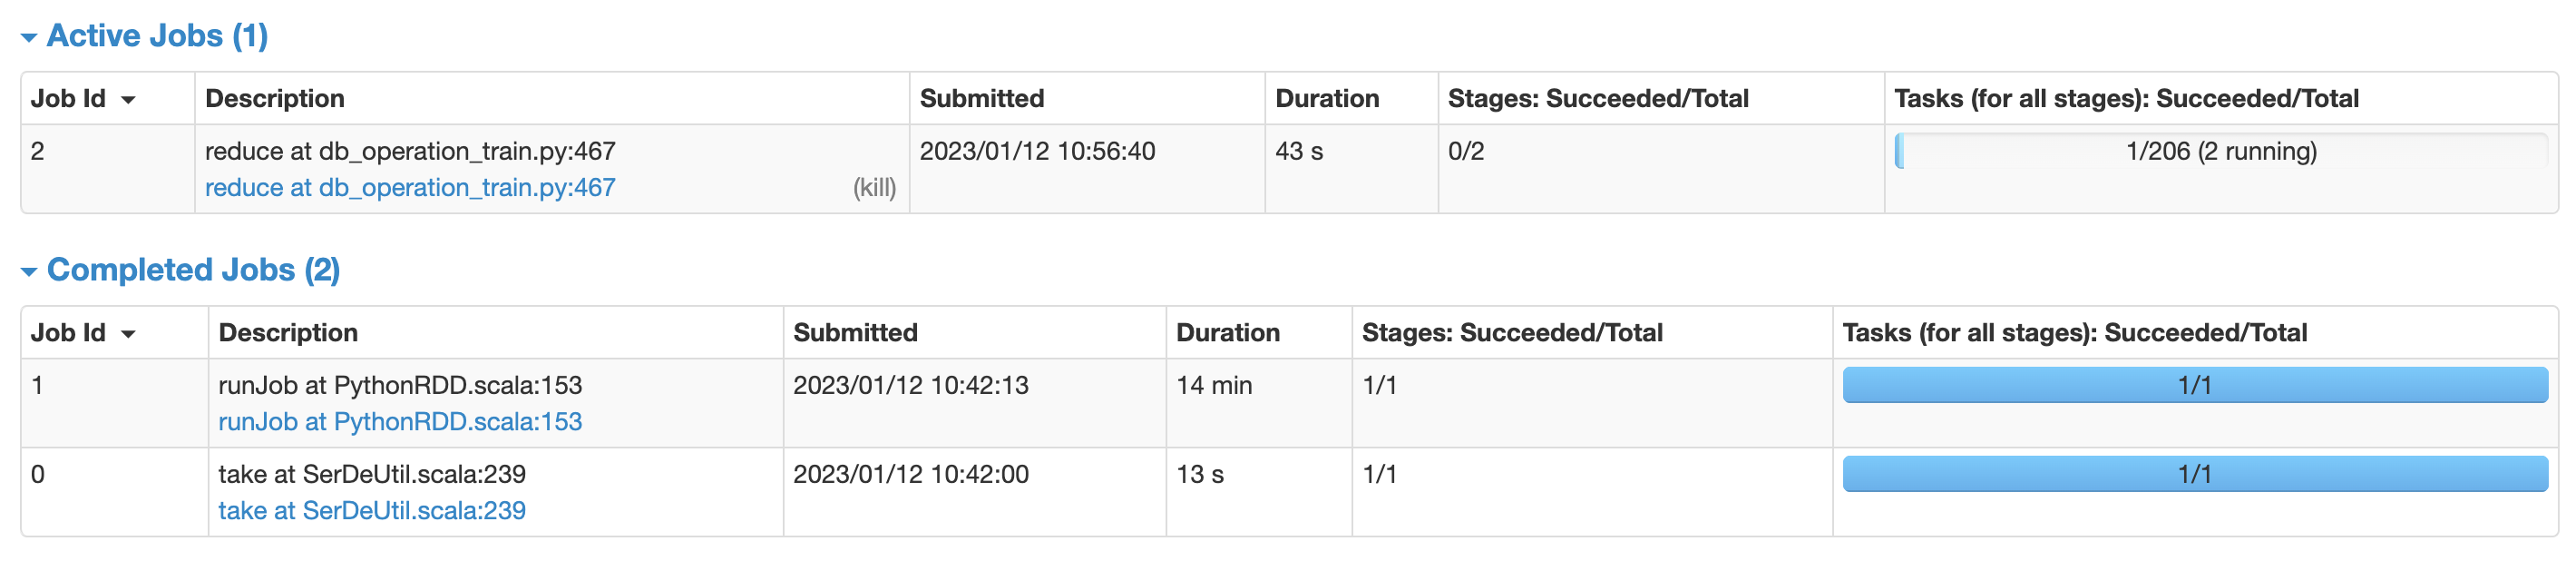 Active Jobs (1)
Job Id Description Submitted Duration Stages: Succeeded/Total Tasks (for all stages): Succeeded/Total
2 reduce at db_operation_train.py:467 2023/01/12 10:56:40 43 s 0/2 1/206 (2 running)
reduce at db_operation_train.py:467 (kill)
Completed Jobs (2)
Job Id Description Submitted Duration Stages: Succeeded/Total Tasks (for all stages): Succeeded/Total
1 runJob at PythonRDD.scala:153 2023/01/12 10:42:13 14 min 1/1 1/1
runJob at PythonRDD.scala:153
0 take at SerDeUtil.scala:239 2023/01/12 10:42:00 13 s 1/1 1/1
take at SerDeUtil.scala:239